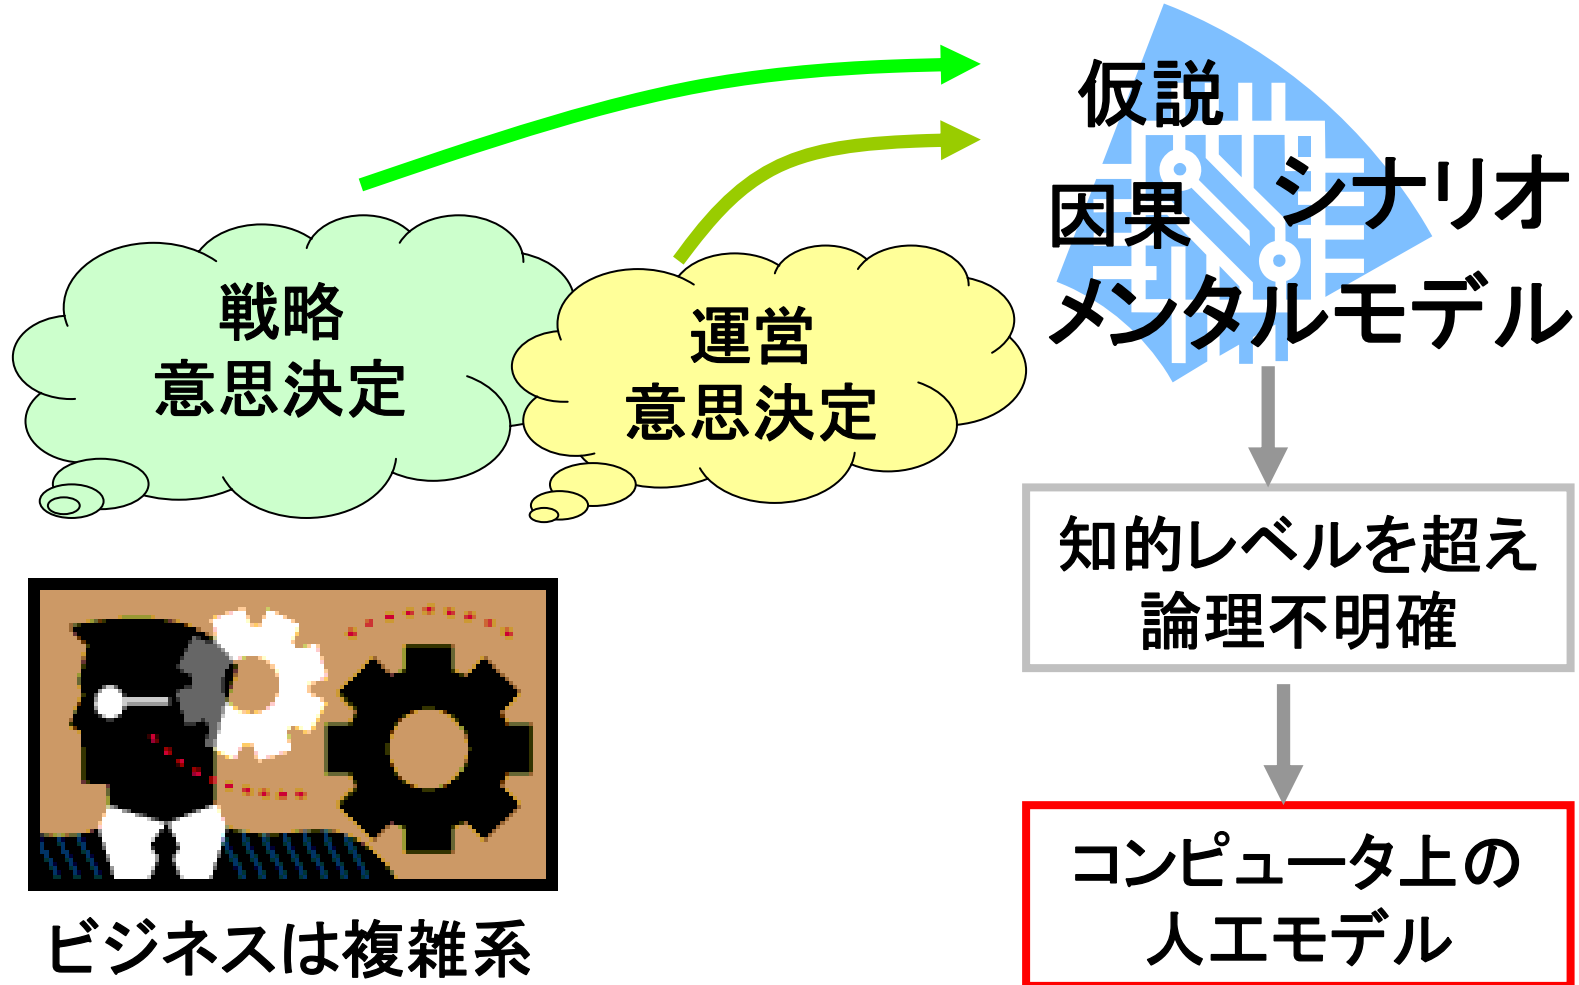 仮説
因果
シナリオ
メンタルモデル
戦略
意思決定
運営
意思決定
知的レベルを超え
論理不明確
コンピュータ上の
人工モデル
ビジネスは複雑系